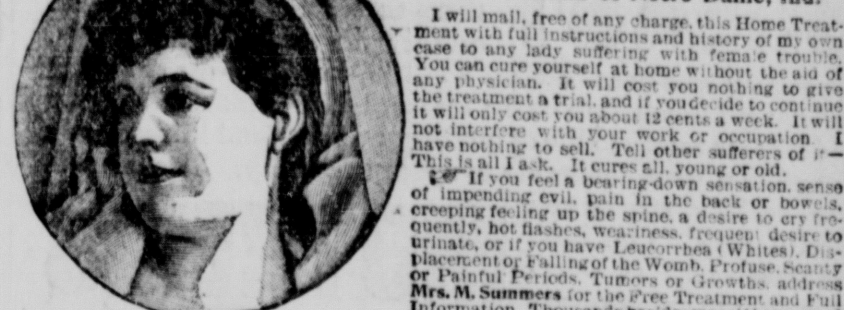 I will mail, free of any charge, this Home Treat-
ment with full instructions and history of my own
case to any lady suffering with female trouble.
You can cure yourself at home without the aid of
any physician. It will cost you nothing to give
the treatment a trial, and if you decide to continue
it will only cost you about 12 cents a week. It will
not interfere with your work or occupation. I
have nothing to sell. Tell other sufferers of it—
This is all I ask. It cures all, young or old.
☞ If you feel a bearing-down sensation, sense
of impending evil, pain in the back or bowels,
creeping feeling up the spine, a desire to cry fre-
quently, hot flashes, weariness, frequent desire to
urinate, or if you have Leucorrhea (Whites), Dis-
placement or Falling of the Womb, Profuse, Scanty
or Painful Periods, Tumors or Growths, address
Mrs. M. Summers for the Free Treatment and Full
Information.